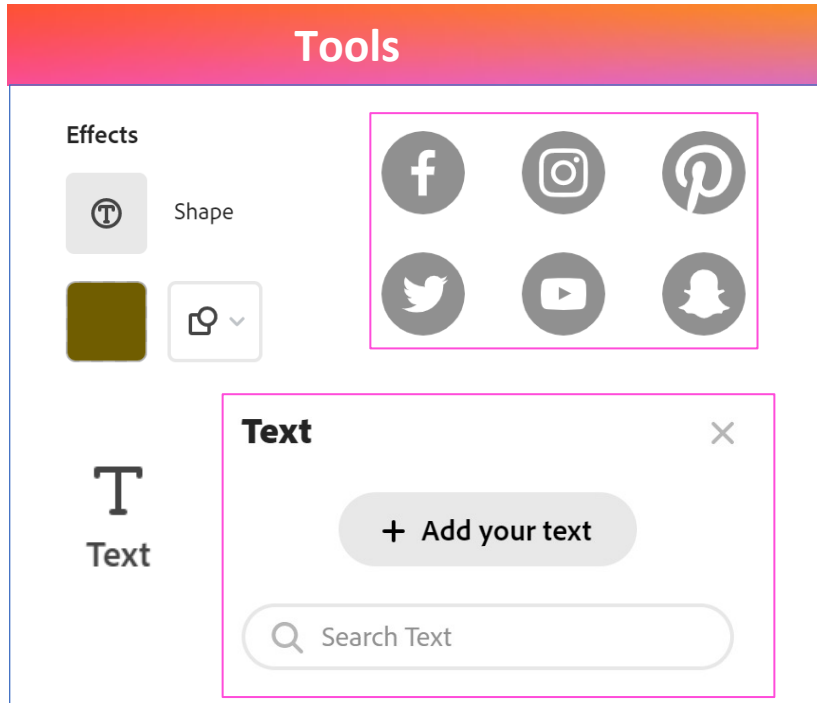 Tools
Effects
Shape
Text
Text
+ Add your text
Search Text